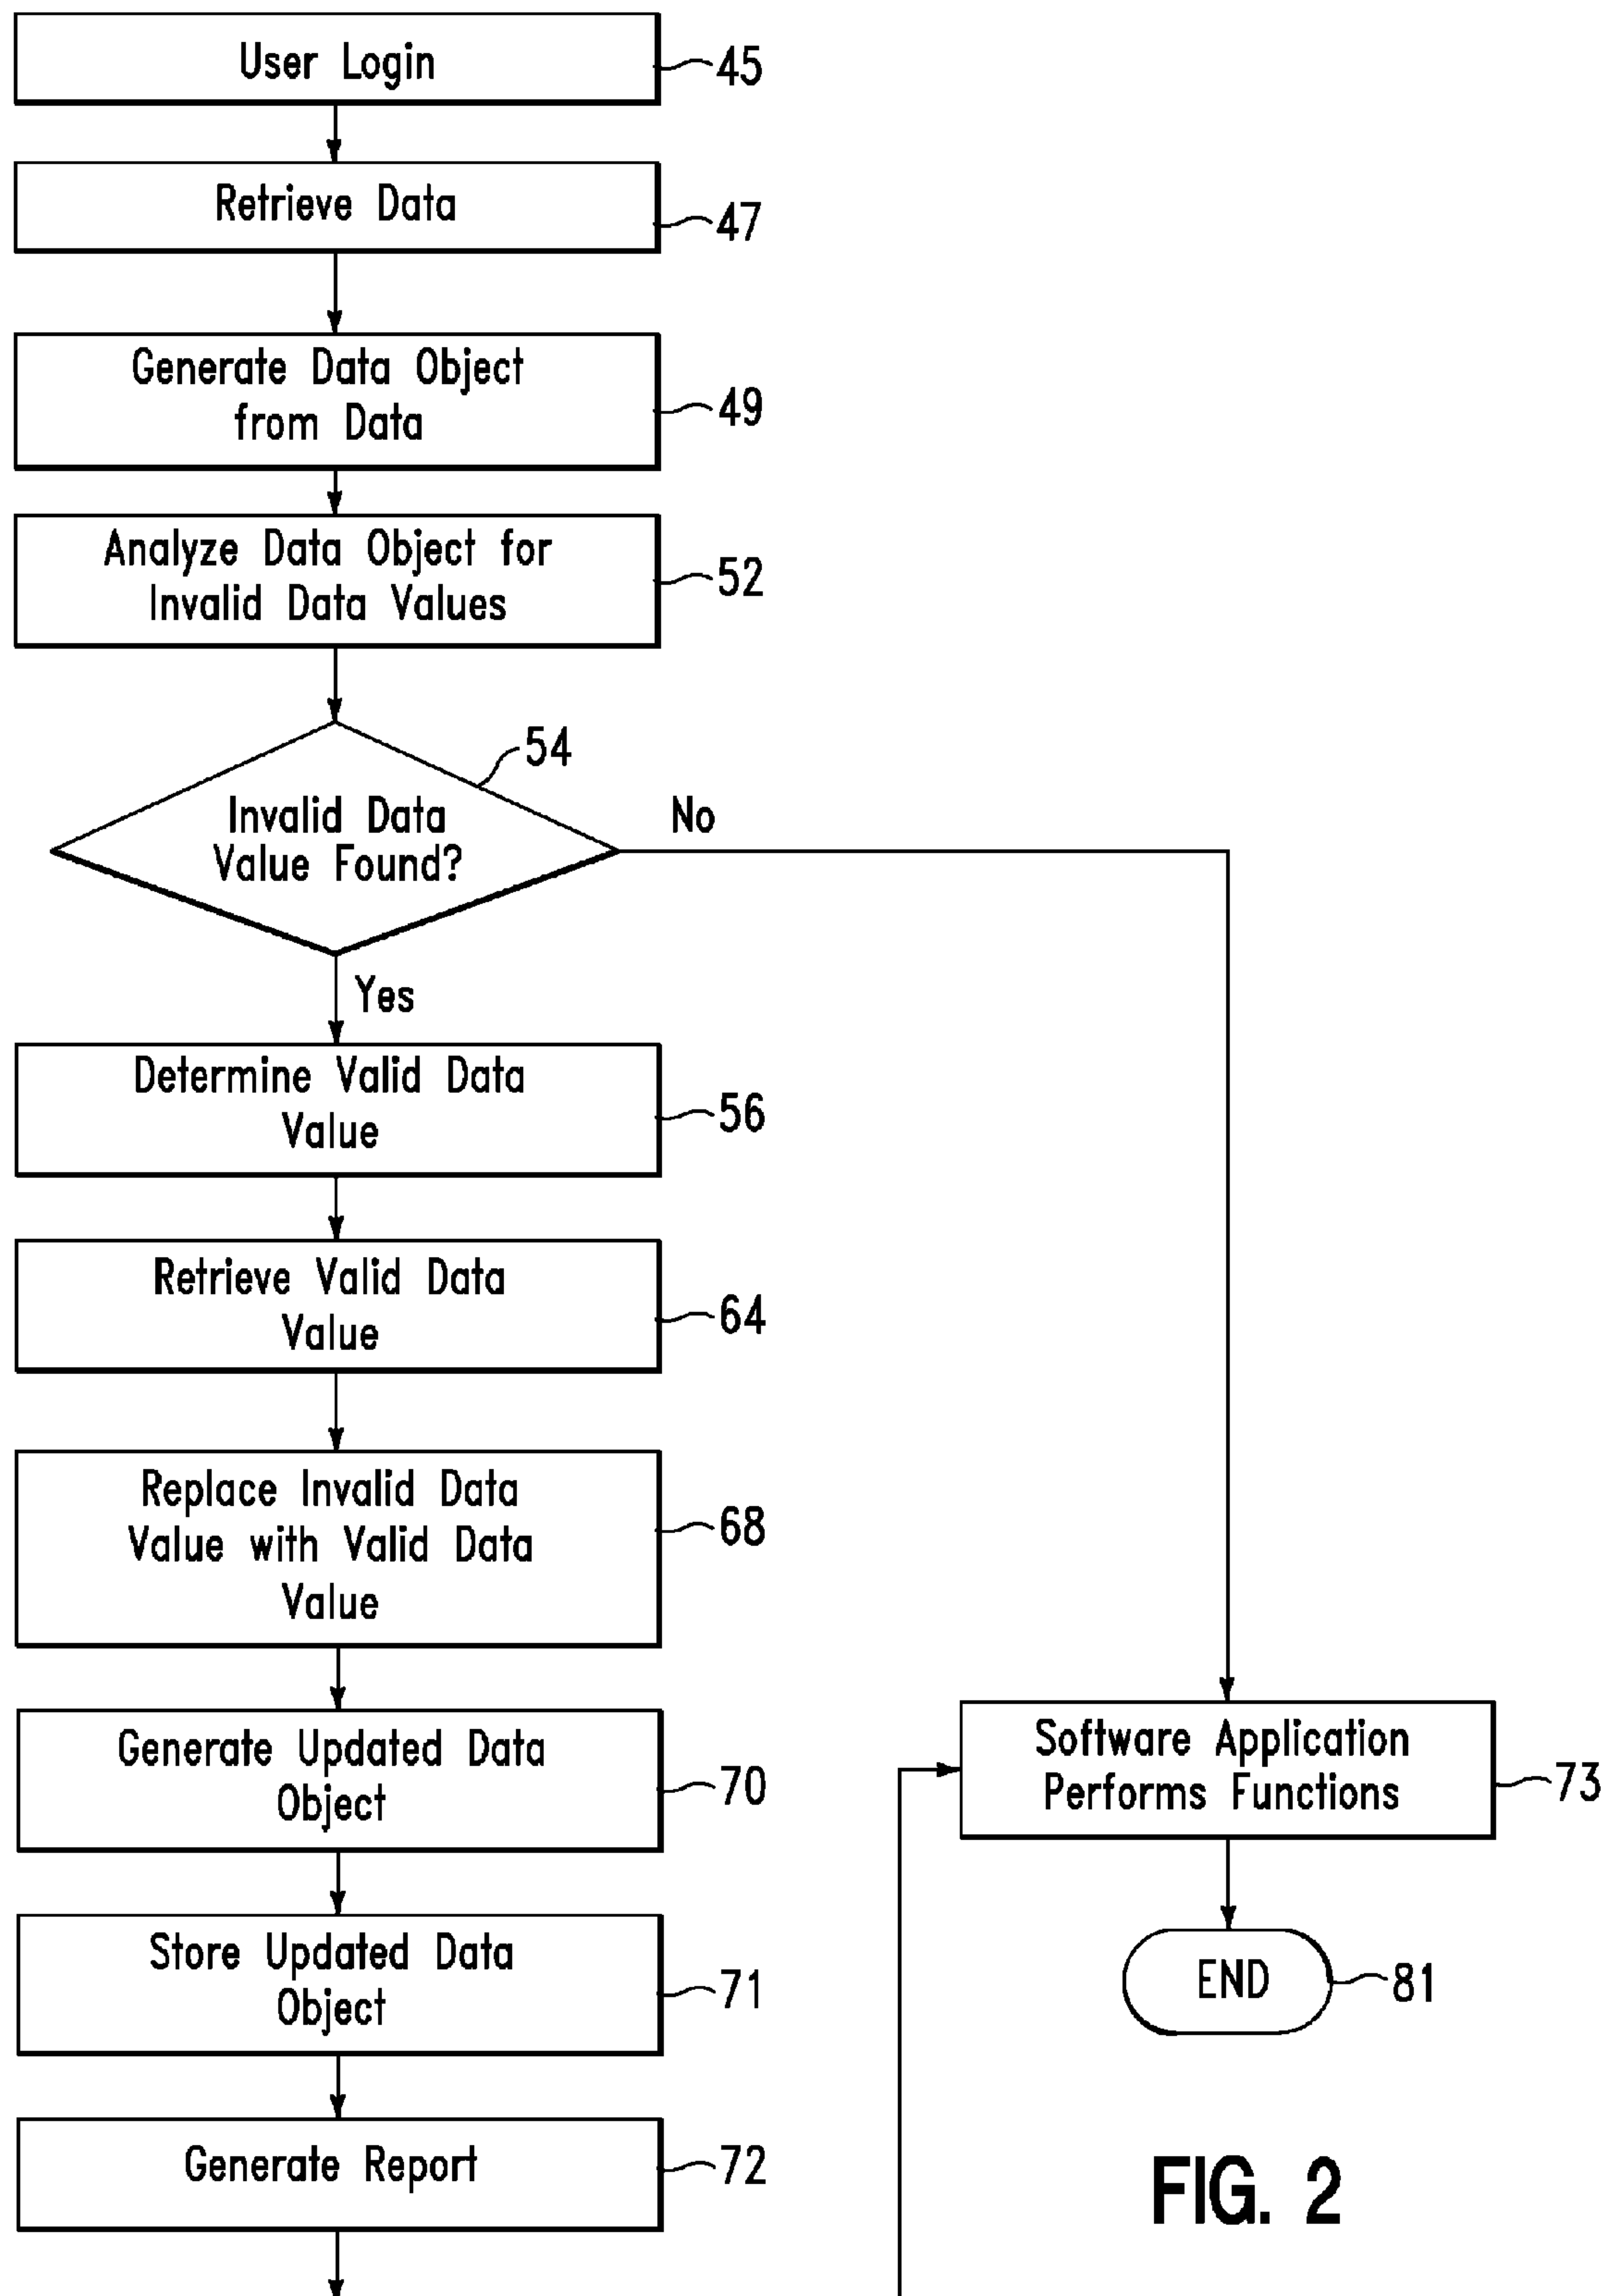 User Login
45
Retrieve Data
47
Generate Data Object
from Data
49
Analyze Data Object for
Invalid Data Values
52
54
Invalid Data
Value Found?
No
Yes
Determine Valid Data
Value
56
Retrieve Valid Data
Value
64
Replace Invalid Data
Value with Valid Data
Value
68
Generate Updated Data
Object
70
Software Application
Performs Functions
73
Store Updated Data
Object
71
END
81
Generate Report
72
FIG. 2